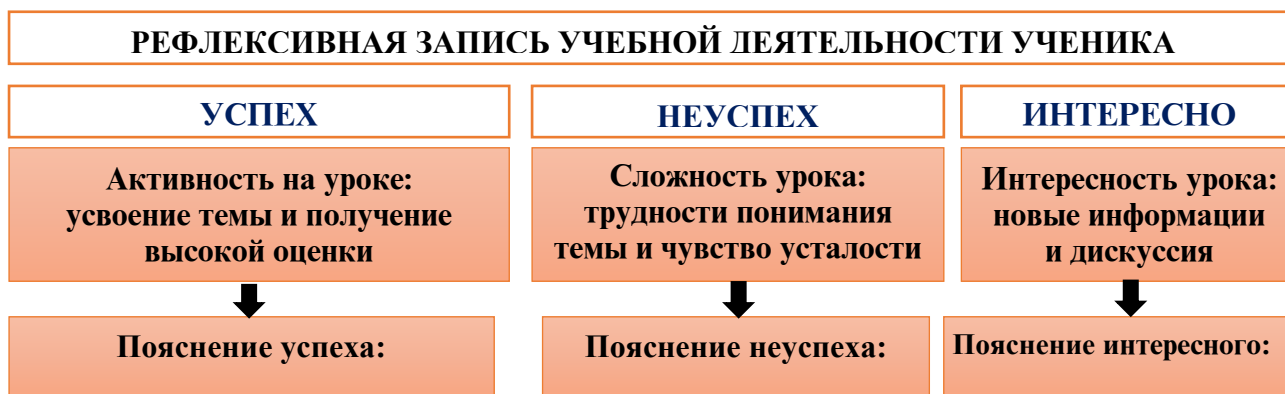 РЕФЛЕКСИВНАЯ ЗАПИСЬ УЧЕБНОЙ ДЕЯТЕЛЬНОСТИ УЧЕНИКА
УСПЕХ
НЕУСПЕХ
ИНТЕРЕСНО
Активность на уроке:
усвоение темы и получение
высокой оценки
Сложность урока:
трудности понимания
темы и чувство усталости
Интересность урока:
новые информации
и дискуссия
Пояснение успеха:
Пояснение неуспеха:
Пояснение интересного: